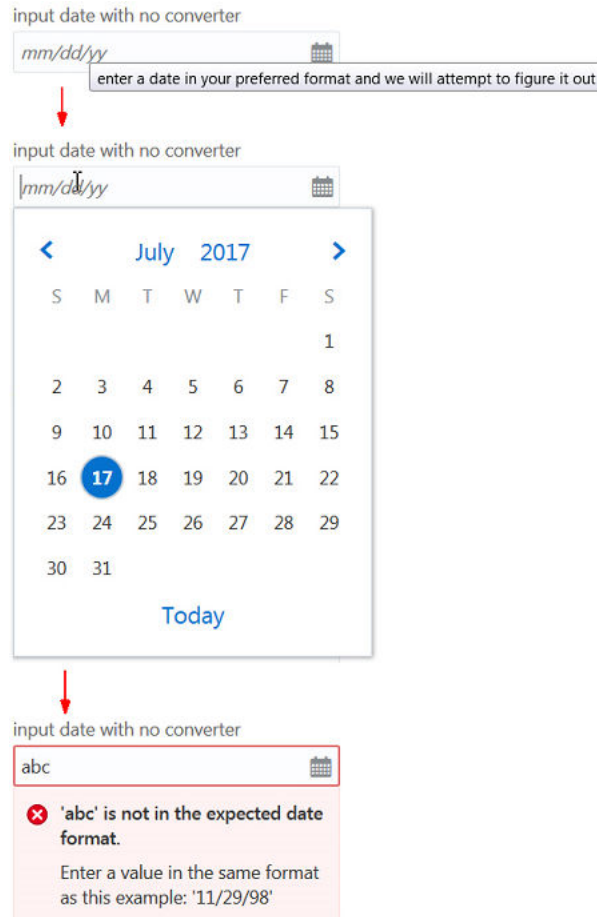 input date with no converter
mm/dd/yy
enter a date in your preferred format and we will attempt to figure it out
input date with no converter
mm/dd/yy
July 2017
S M T W T F S
1
2 3 4 5 6 7 8
9 10 11 12 13 14 15
16 17 18 19 20 21 22
23 24 25 26 27 28 29
30 31
Today
input date with no converter
abc
'abc' is not in the expected date
format.
Enter a value in the same format
as this example: '11/29/98'